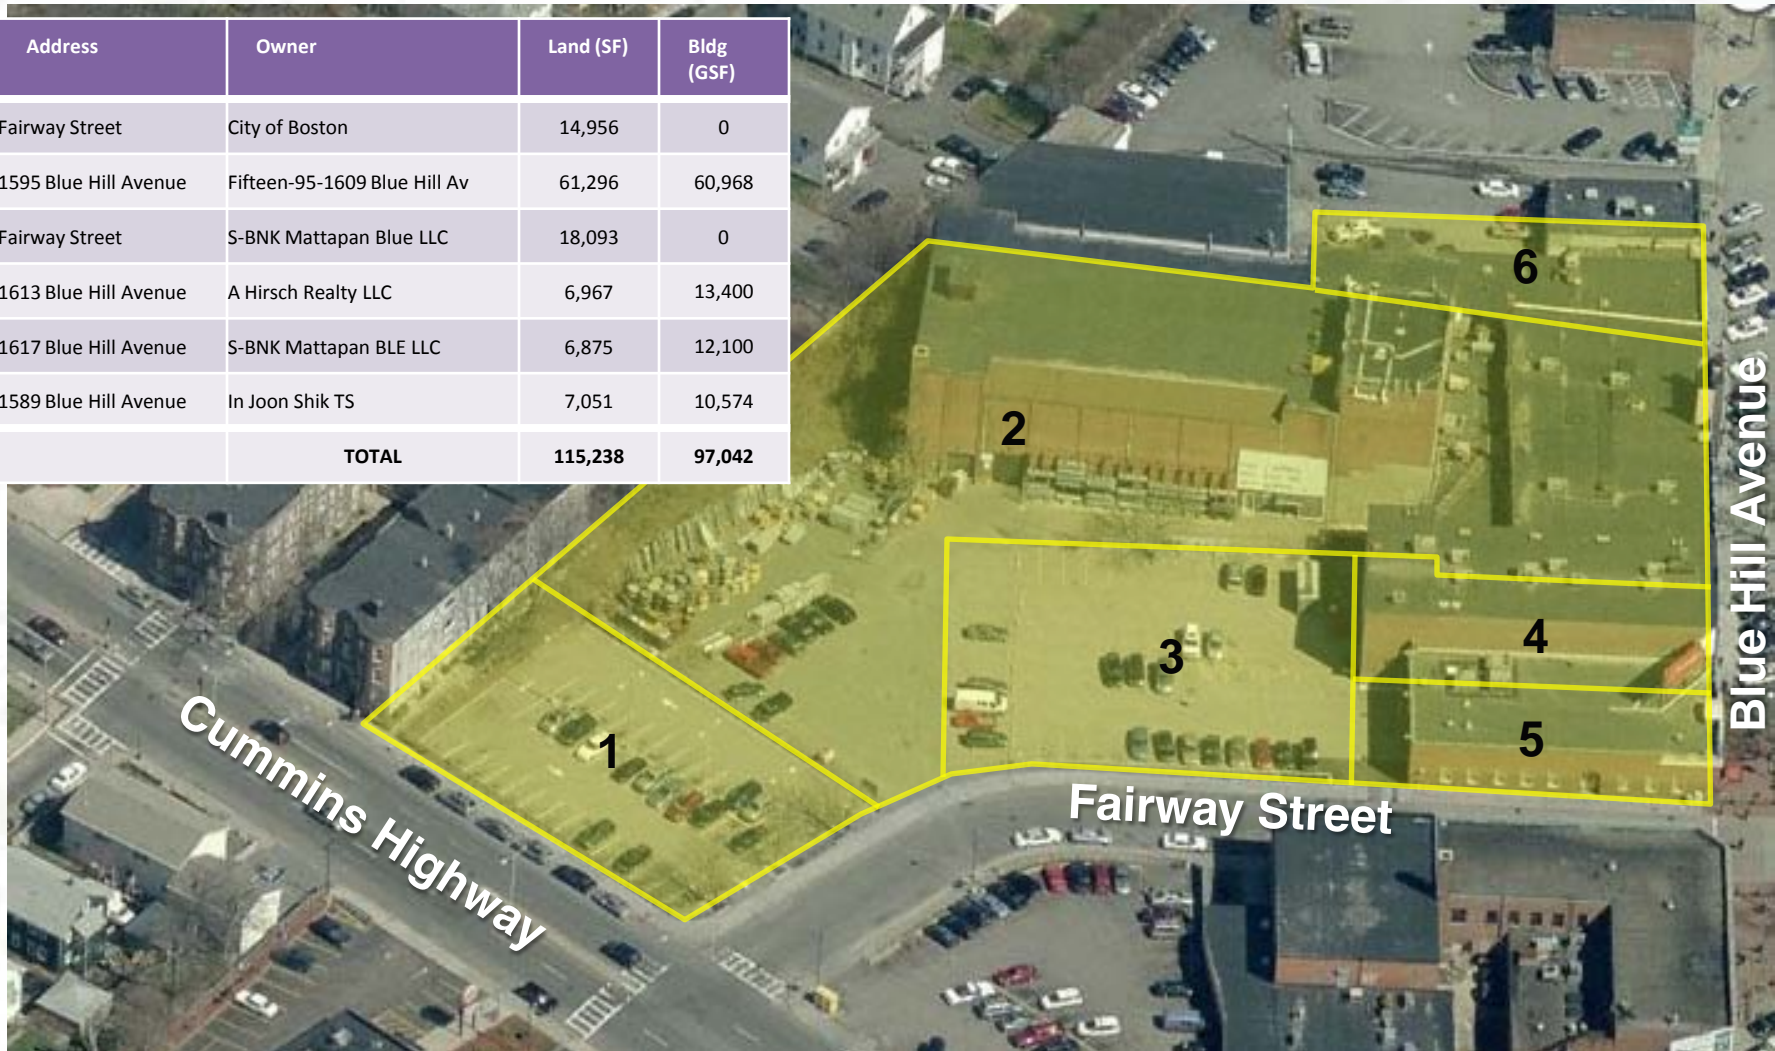 Address Owner Land (SF) Bldg (GSF)
Fairway Street City of Boston 14,956 0
1595 Blue Hill Avenue Fifteen-95-1609 Blue Hill Av 61,296 60,968
Fairway Street S-BNK Mattapan Blue LLC 18,093 0
1613 Blue Hill Avenue A Hirsch Realty LLC 6,967 13,400
1617 Blue Hill Avenue S-BNK Mattapan BLE LLC 6,875 12,100
1589 Blue Hill Avenue In Joon Shik TS 7,051 10,574
TOTAL 115,238 97,042
6
2
Blue Hill Avenue
4
3
5
1
Cummins Highway
Fairway Street